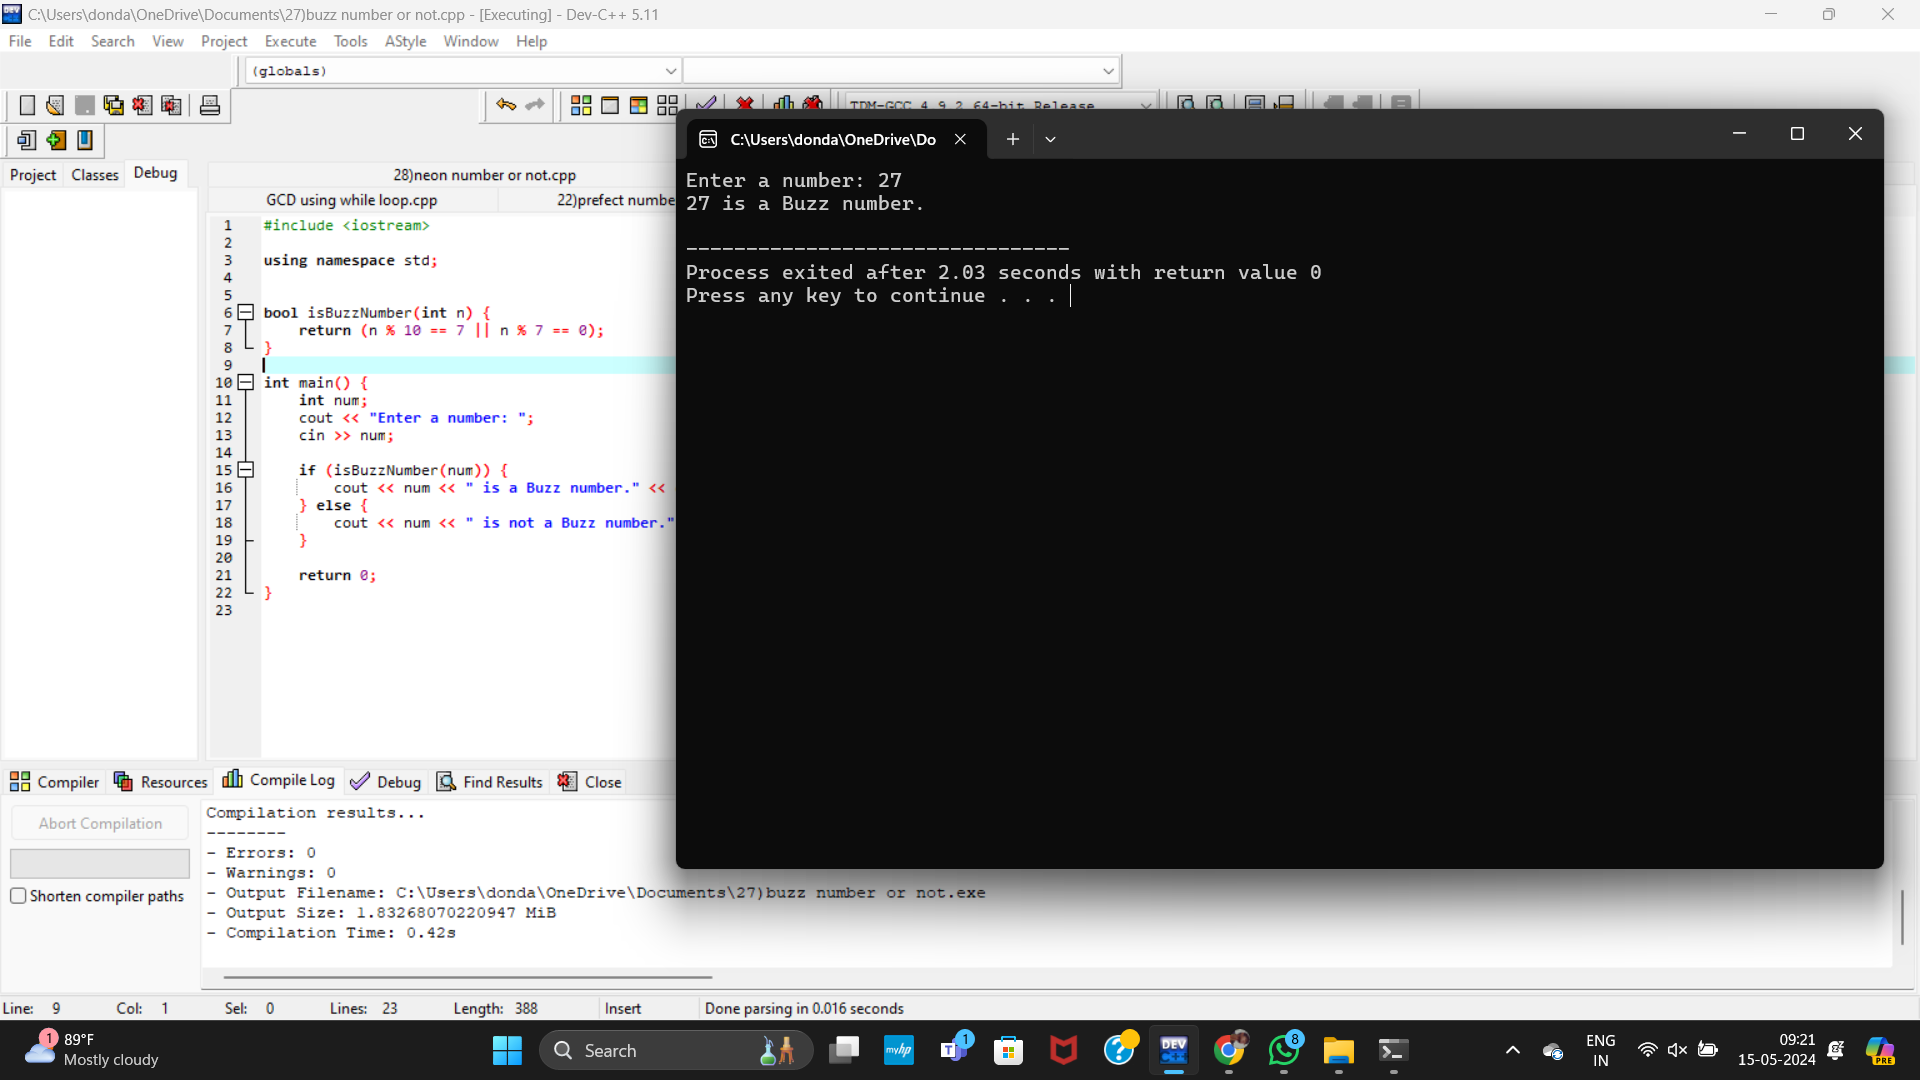 C:\Users\donda\OneDrive\Documents\27)buzz number or not.cpp - [Executing] - Dev-C++ 5.11
File Edit Search View Project Execute Tools AStyle Window Help
(globals)
TDM-GCC 4.9.2 64-bit Release
Project Classes Debug
28)neon number or not.cpp
GCD using while loop.cpp 22)prefect numbe
1 #include <iostream>
2
3 using namespace std;
4
5
6 bool isBuzzNumber(int n) {
7 return (n % 10 == 7 || n % 7 == 0);
8 }
9
10 int main() {
11 int num;
12 cout << "Enter a number: ";
13 cin >> num;
14
15 if (isBuzzNumber(num)) {
16 cout << num << " is a Buzz number." <<
17 } else {
18 cout << num << " is not a Buzz number."
19 }
20
21 return 0;
22 }
23
C:\Users\donda\OneDrive\Do
Enter a number: 27
27 is a Buzz number.
--------------------------------
Process exited after 2.03 seconds with return value 0
Press any key to continue . . .
Compiler Resources Compile Log Debug Find Results Close
Abort Compilation
Shorten compiler paths
Compilation results...
--------
- Errors: 0
- Warnings: 0
- Output Filename: C:\Users\donda\OneDrive\Documents\27)buzz number or not.exe
- Output Size: 1.83268070220947 MiB
- Compilation Time: 0.42s
Line: 9 Col: 1 Sel: 0 Lines: 23 Length: 388 Insert Done parsing in 0.016 seconds
1
89°F
Mostly cloudy
Search
myhp
1
DEV
8
ENG
IN
09:21
15-05-2024
PRE